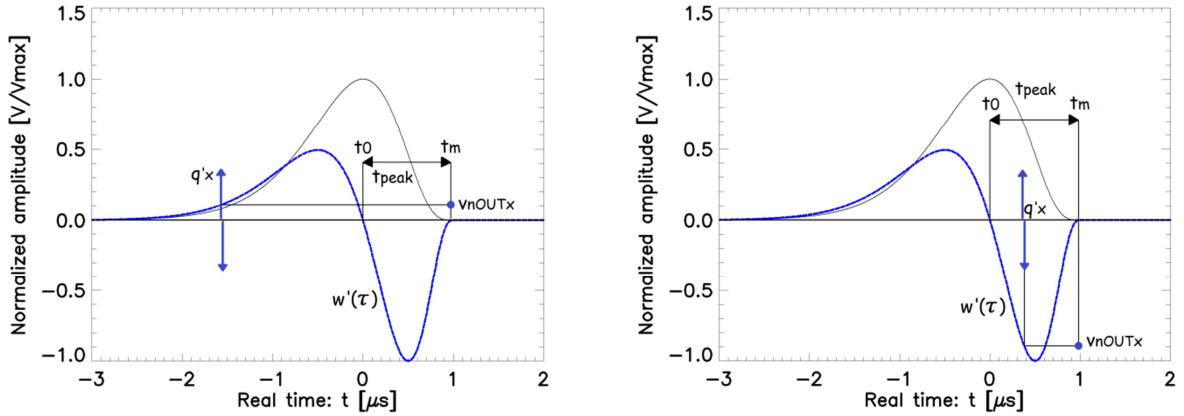 1.5
1.0
0.5
0.0
−0.5
−1.0
Normalized amplitude [V/Vmax]
−3
−2
−1
0
1
2
Real time: t [μs]
t0
tm
tpeak
q'x
vnOUTx
w'(τ)
1.5
1.0
0.5
0.0
−0.5
−1.0
Normalized amplitude [V/Vmax]
−3
−2
−1
0
1
2
Real time: t [μs]
tpeak
t0
tm
q'x
w'(τ)
vnOUTx